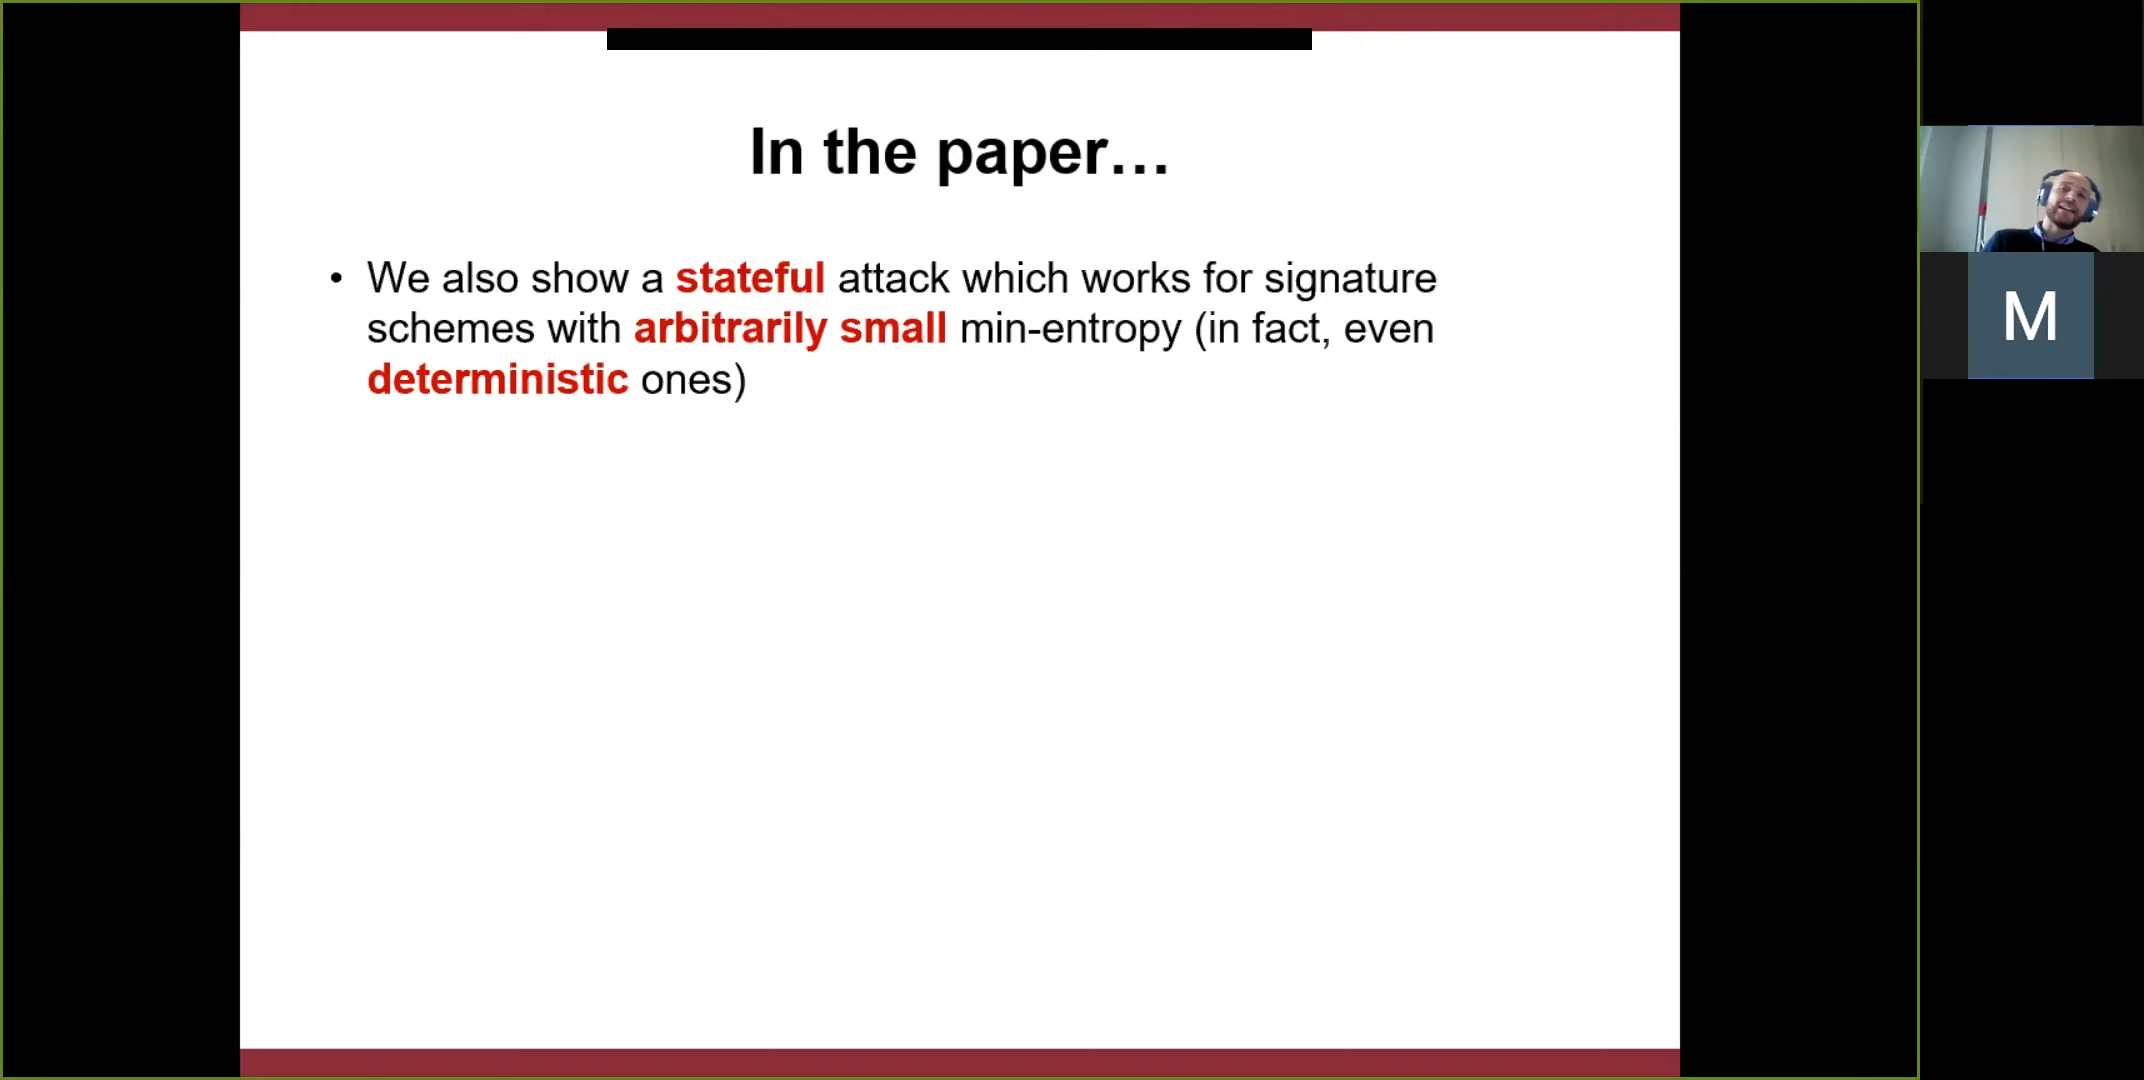 In the paper...
• We also show a stateful attack which works for signature
schemes with arbitrarily small min-entropy (in fact, even
deterministic ones)
M